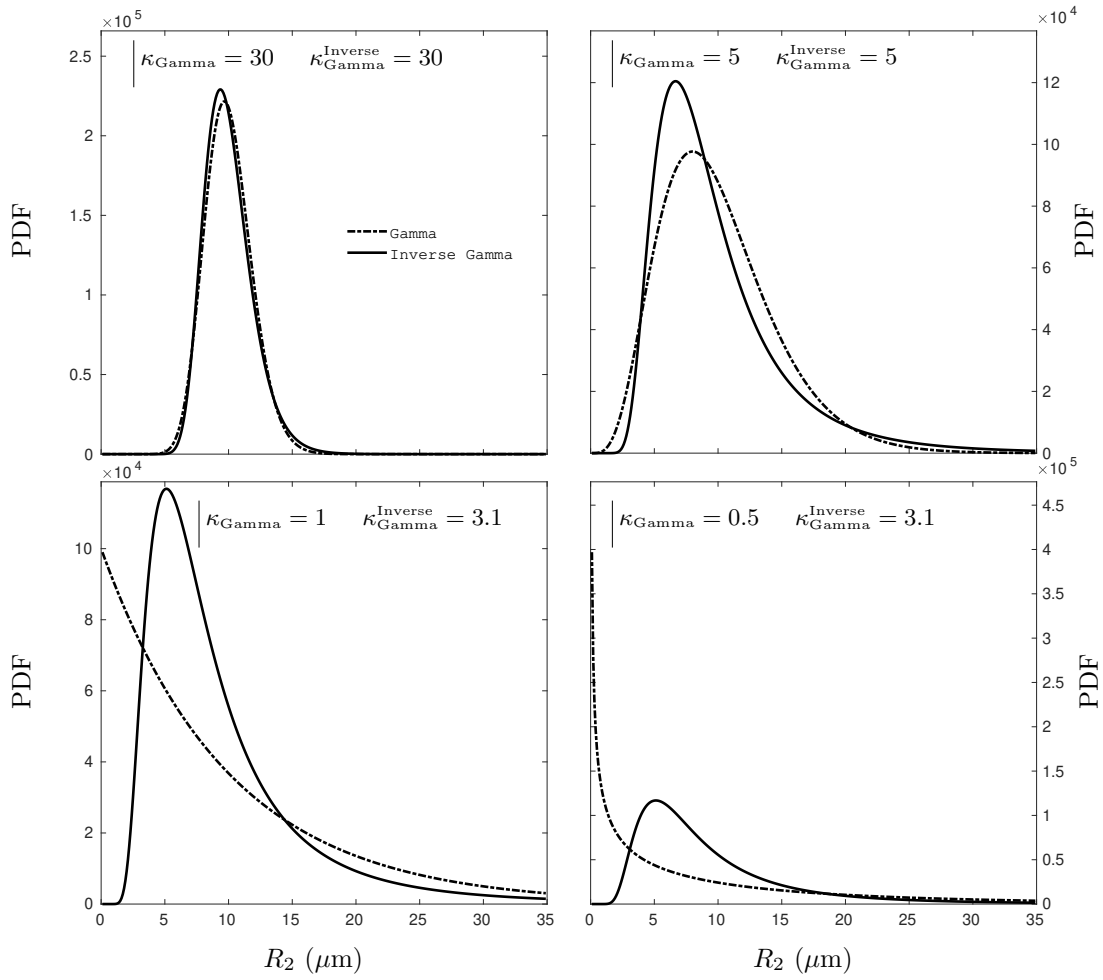 ×10^5
κ_Gamma = 30 κ_Gamma^Inverse = 30
2.5
2
1.5
1
0.5
0
PDF
Gamma
Inverse Gamma
×10^4
κ_Gamma = 5 κ_Gamma^Inverse = 5
12
10
8
6
4
2
0
PDF
×10^4
κ_Gamma = 1 κ_Gamma^Inverse = 3.1
10
8
6
4
2
0
PDF
0 5 10 15 20 25 30 35
R_2 (μm)
×10^5
κ_Gamma = 0.5 κ_Gamma^Inverse = 3.1
4.5
4
3.5
3
2.5
2
1.5
1
0.5
0
PDF
0 5 10 15 20 25 30 35
R_2 (μm)